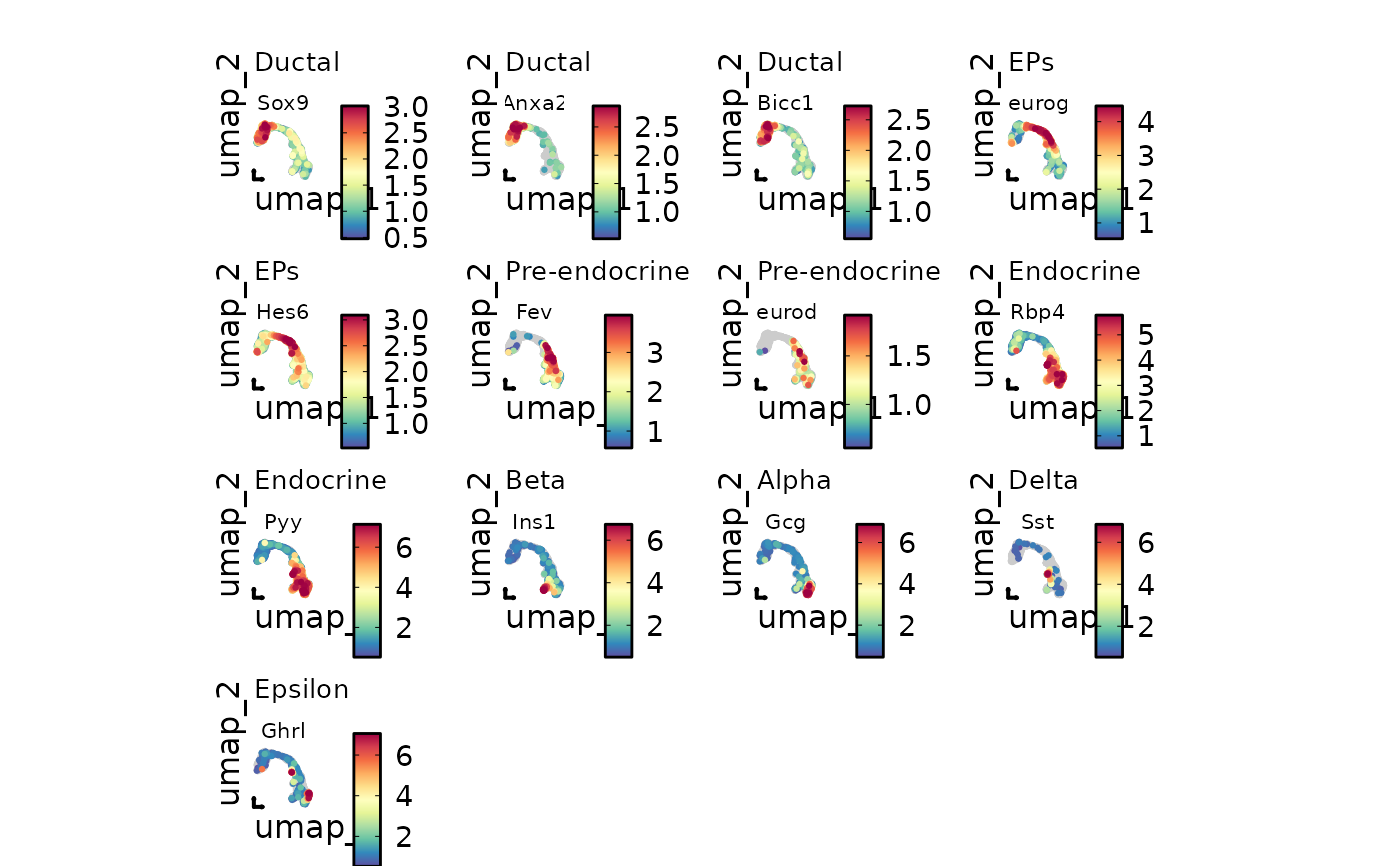 Ductal
Sox9
umap_2
umap_1
3.0
2.5
2.0
1.5
1.0
0.5
Ductal
Anxa2
umap_2
umap_1
2.5
2.0
1.5
1.0
Ductal
Bicc1
umap_2
umap_1
2.5
2.0
1.5
1.0
EPs
eurog
umap_2
umap_1
4
3
2
1
EPs
Hes6
umap_2
umap_1
3.0
2.5
2.0
1.5
1.0
Pre-endocrine
Fev
umap_2
umap_
3
2
1
Pre-endocrine
eurod
umap_2
umap_1
1.5
1.0
Endocrine
Rbp4
umap_2
umap_1
5
4
3
2
1
Endocrine
Pyy
umap_2
umap_
6
4
2
Beta
Ins1
umap_2
umap_
6
4
2
Alpha
Gcg
umap_2
umap_
6
4
2
Delta
Sst
umap_2
umap_1
6
4
2
Epsilon
Ghrl
umap_2
umap_
6
4
2